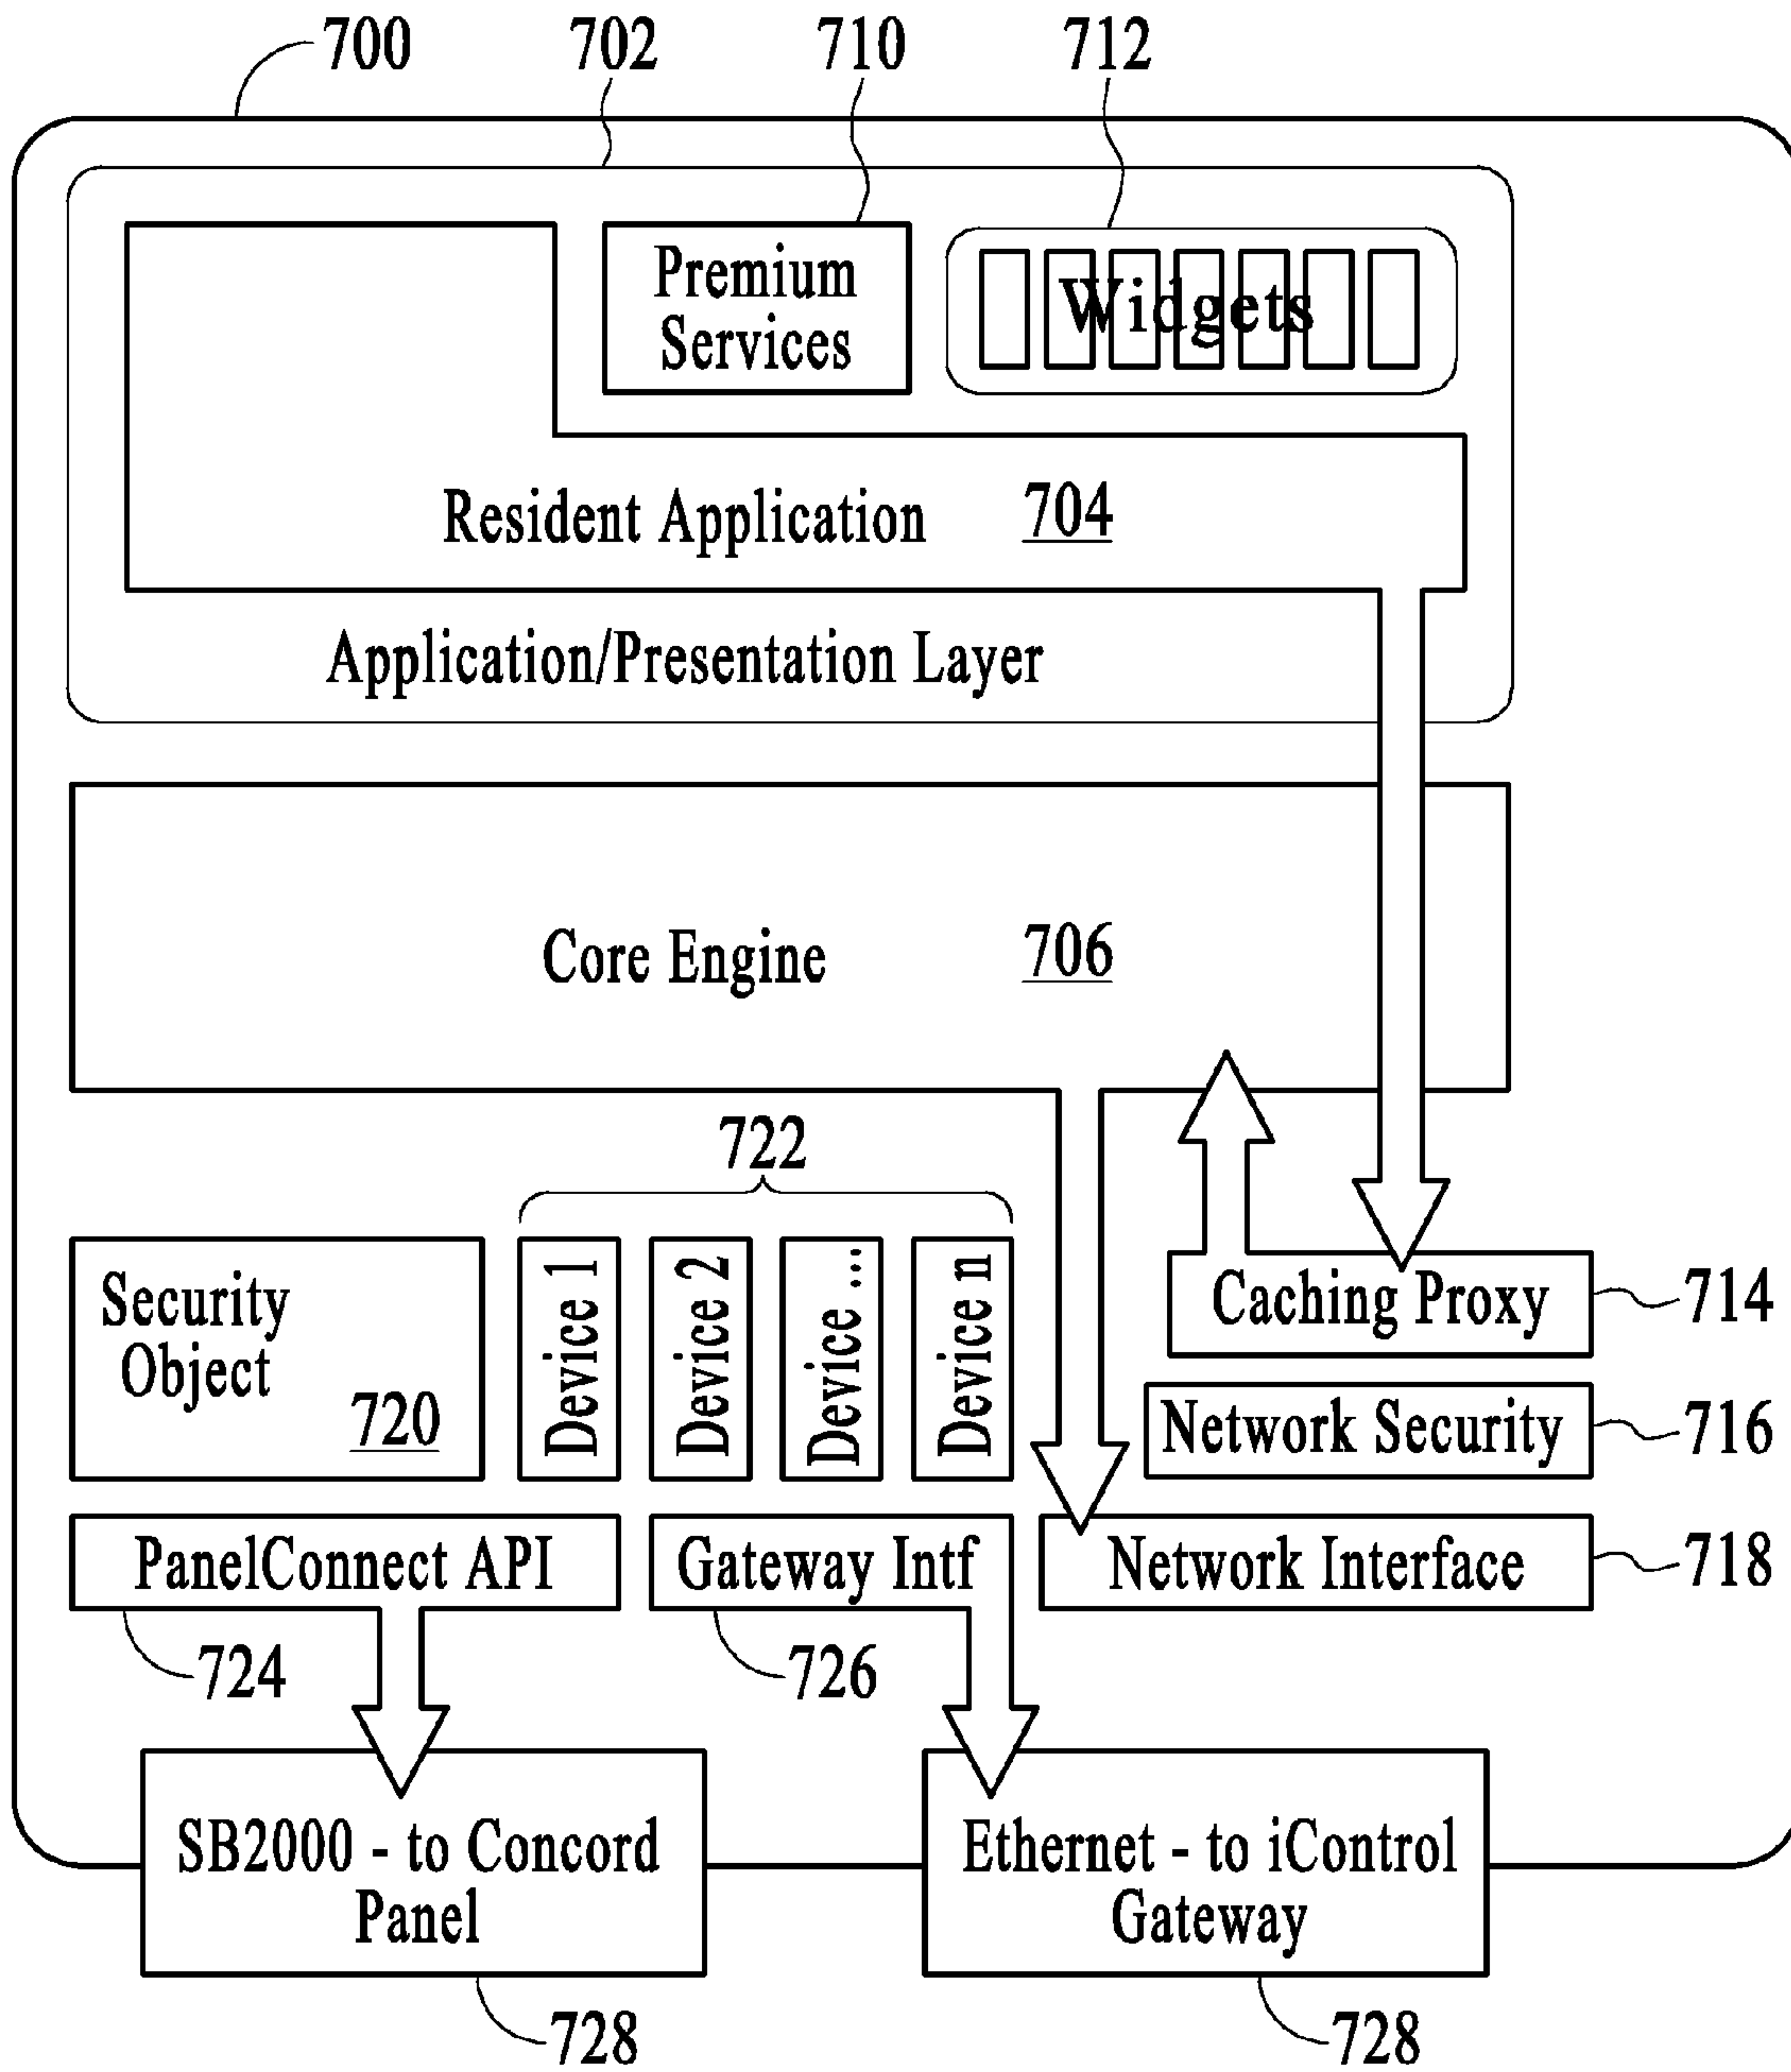 700
702
710
712
Premium
Services
Widgets
Resident Application 704
Application/Presentation Layer
Core Engine 706
722
Security
Object
720
Device 1
Device 2
Device ...
Device n
Caching Proxy
714
Network Security
716
PanelConnect API
Gateway Intf
Network Interface
718
724
726
SB2000 - to Concord
Panel
Ethernet - to iControl
Gateway
728
728